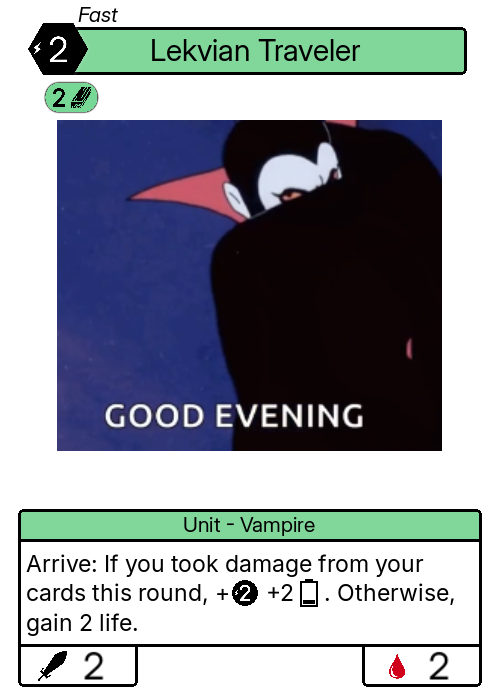 Fast
2
Lekvian Traveler
2
GOOD EVENING
Unit - Vampire
Arrive: If you took damage from your
cards this round, +2 +2 . Otherwise,
gain 2 life.
2
2